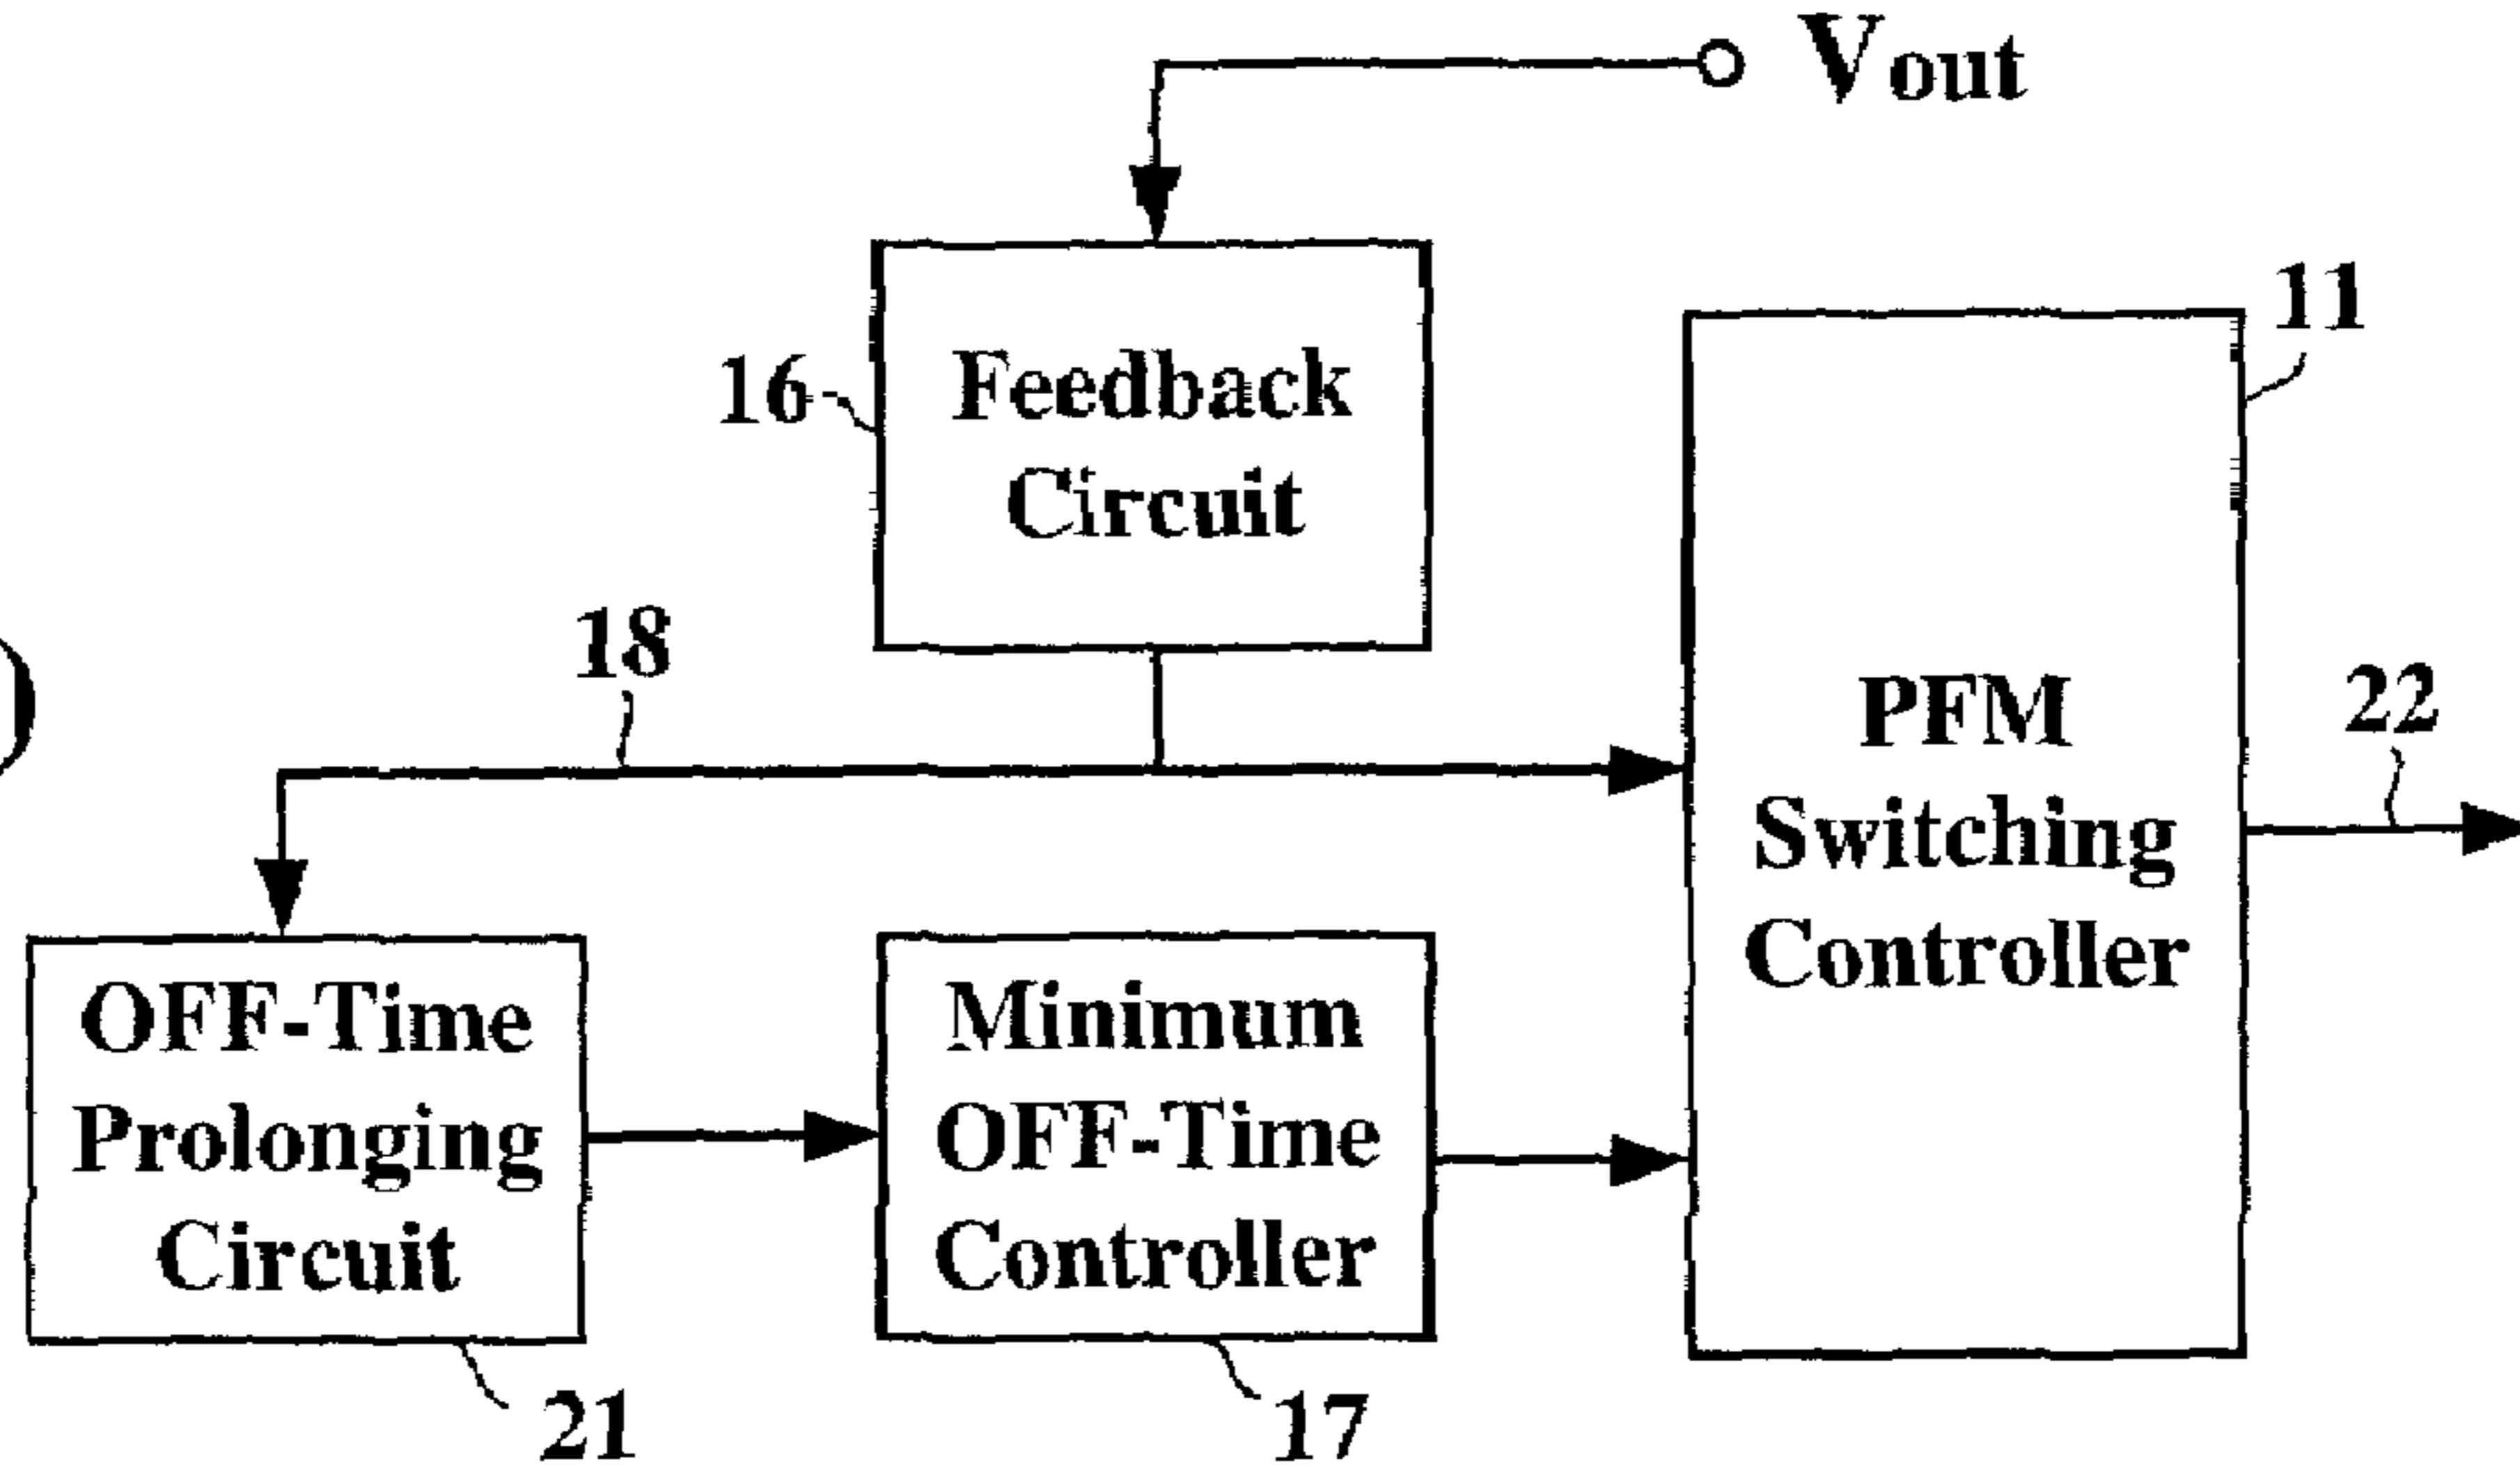 Vout
11
16
Feedback
Circuit
18
PFM
Switching
Controller
22
OFF-Time
Prolonging
Circuit
Minimum
OFF-Time
Controller
21
17